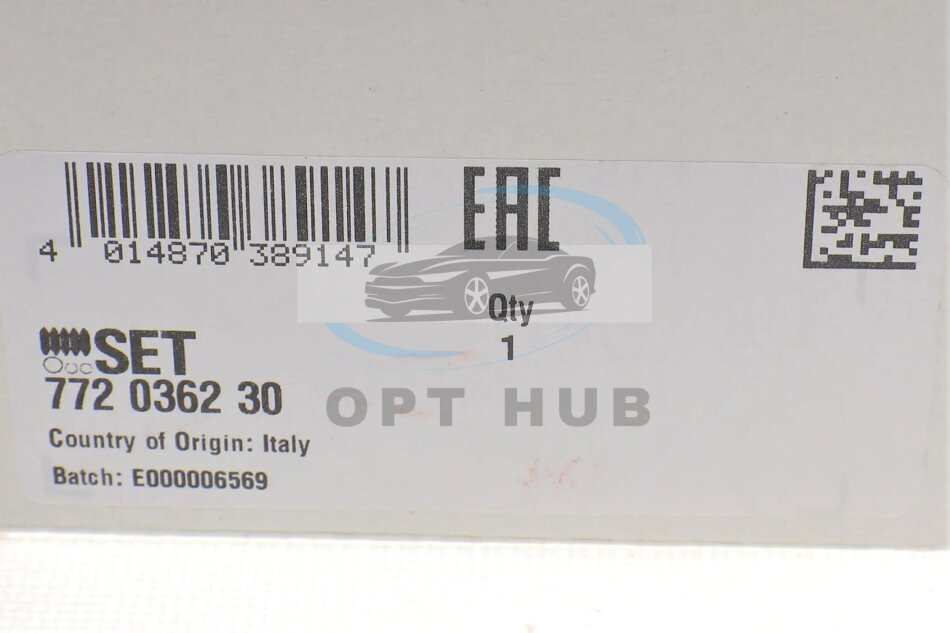 4 014870 389147
EAC
Qty
1
SET
772 0362 30
Country of Origin: Italy
Batch: E000006569
OPT HUB